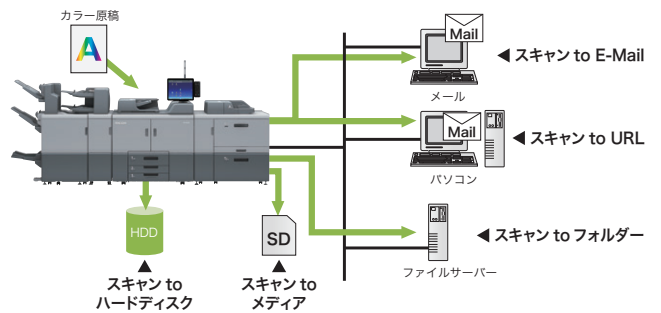 カラー原稿
A
Mail
◀ スキャン to E-Mail
メール
Mail
◀ スキャン to URL
パソコン
HDD
SD
◀ スキャン to フォルダー
ファイルサーバー
▲
スキャン to
ハードディスク
▲
スキャン to
メディア